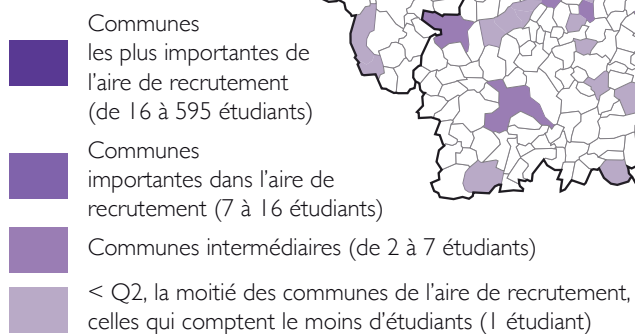 Communes
les plus importantes de
l'aire de recrutement
(de 16 à 595 étudiants)
Communes
importantes dans l'aire de
recrutement (7 à 16 étudiants)
Communes intermédiaires (de 2 à 7 étudiants)
< Q2, la moitié des communes de l'aire de recrutement,
celles qui comptent le moins d'étudiants (1 étudiant)